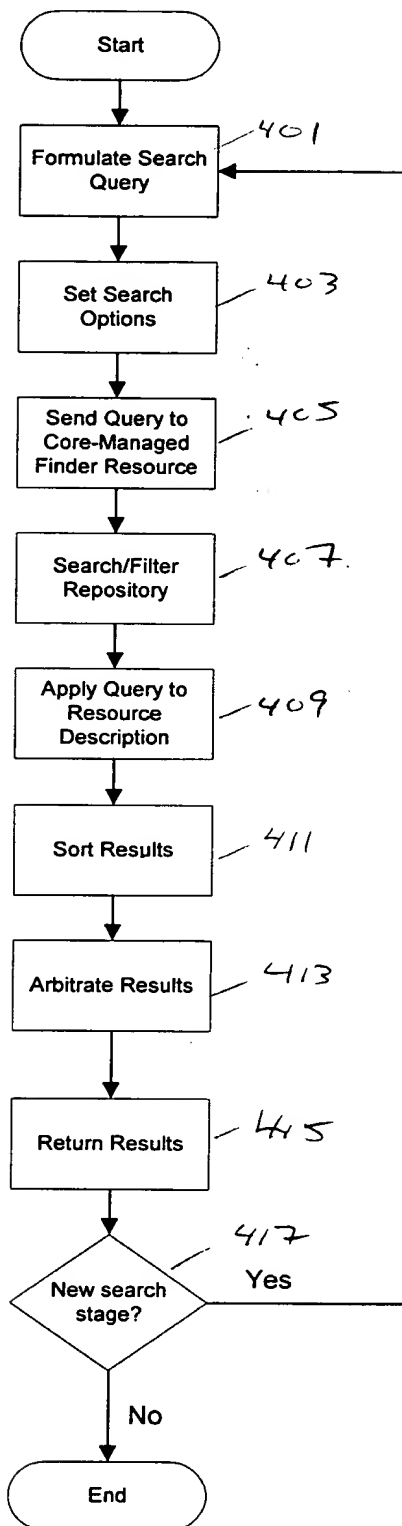 Start
Formulate Search
Query
401
Set Search
Options
403
Send Query to
Core-Managed
Finder Resource
405
Search/Filter
Repository
407.
Apply Query to
Resource
Description
409
Sort Results
411
Arbitrate Results
413
Return Results
415
New search
stage?
417
Yes
No
End